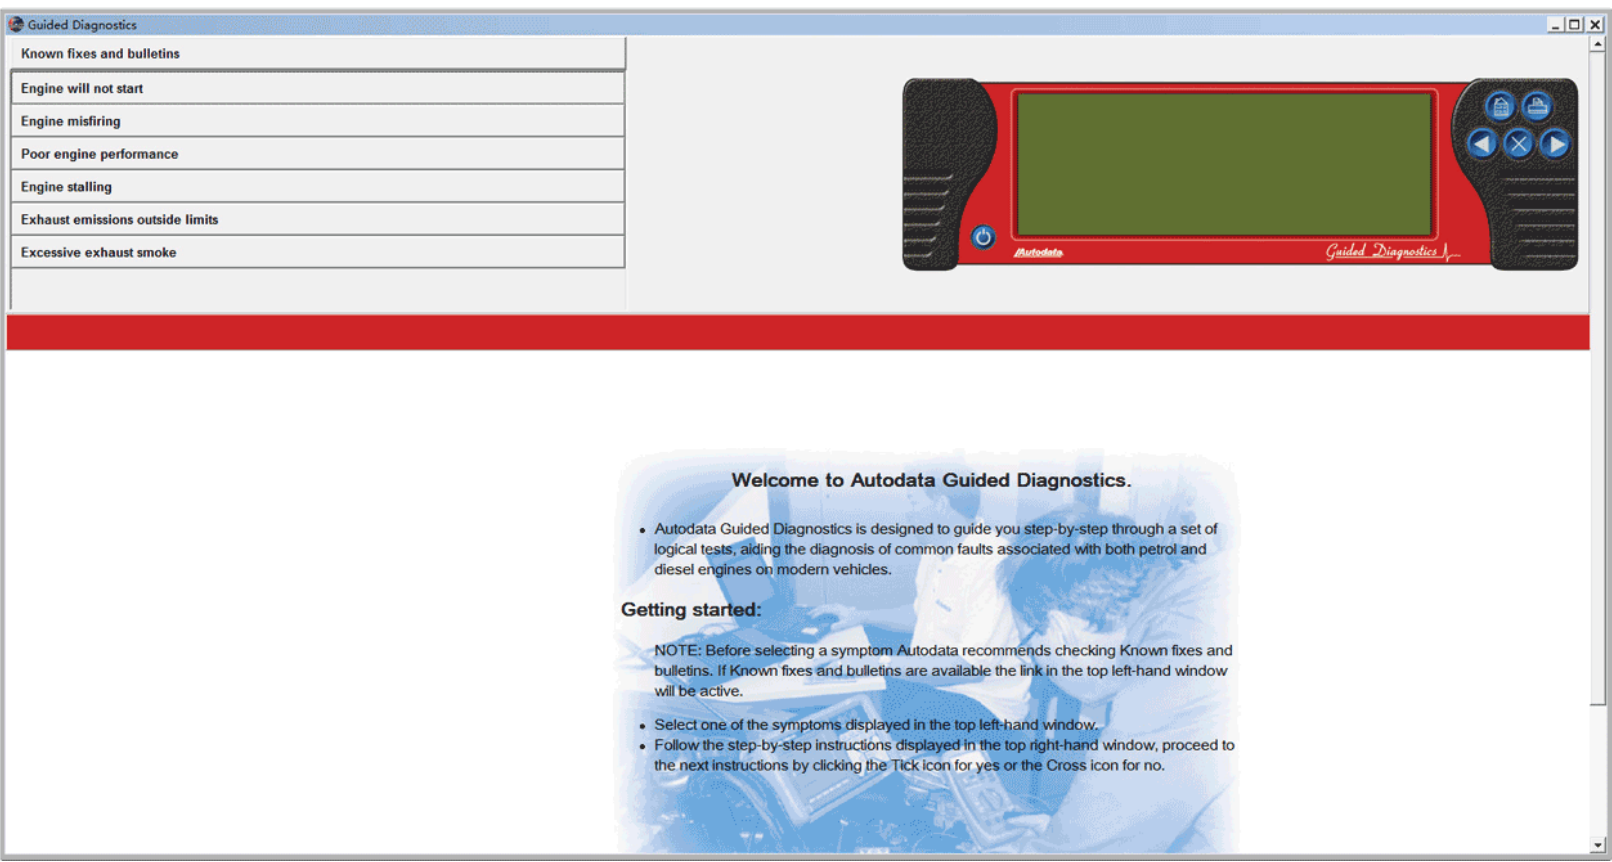 Guided Diagnostics
Known fixes and bulletins
Engine will not start
Engine misfiring
Poor engine performance
Engine stalling
Exhaust emissions outside limits
Excessive exhaust smoke
Autodata
Guided Diagnostics
Welcome to Autodata Guided Diagnostics.
• Autodata Guided Diagnostics is designed to guide you step-by-step through a set of
logical tests, aiding the diagnosis of common faults associated with both petrol and
diesel engines on modern vehicles.
Getting started:
NOTE: Before selecting a symptom Autodata recommends checking Known fixes and
bulletins. If Known fixes and bulletins are available the link in the top left-hand window
will be active.
• Select one of the symptoms displayed in the top left-hand window.
• Follow the step-by-step instructions displayed in the top right-hand window, proceed to
the next instructions by clicking the Tick icon for yes or the Cross icon for no.